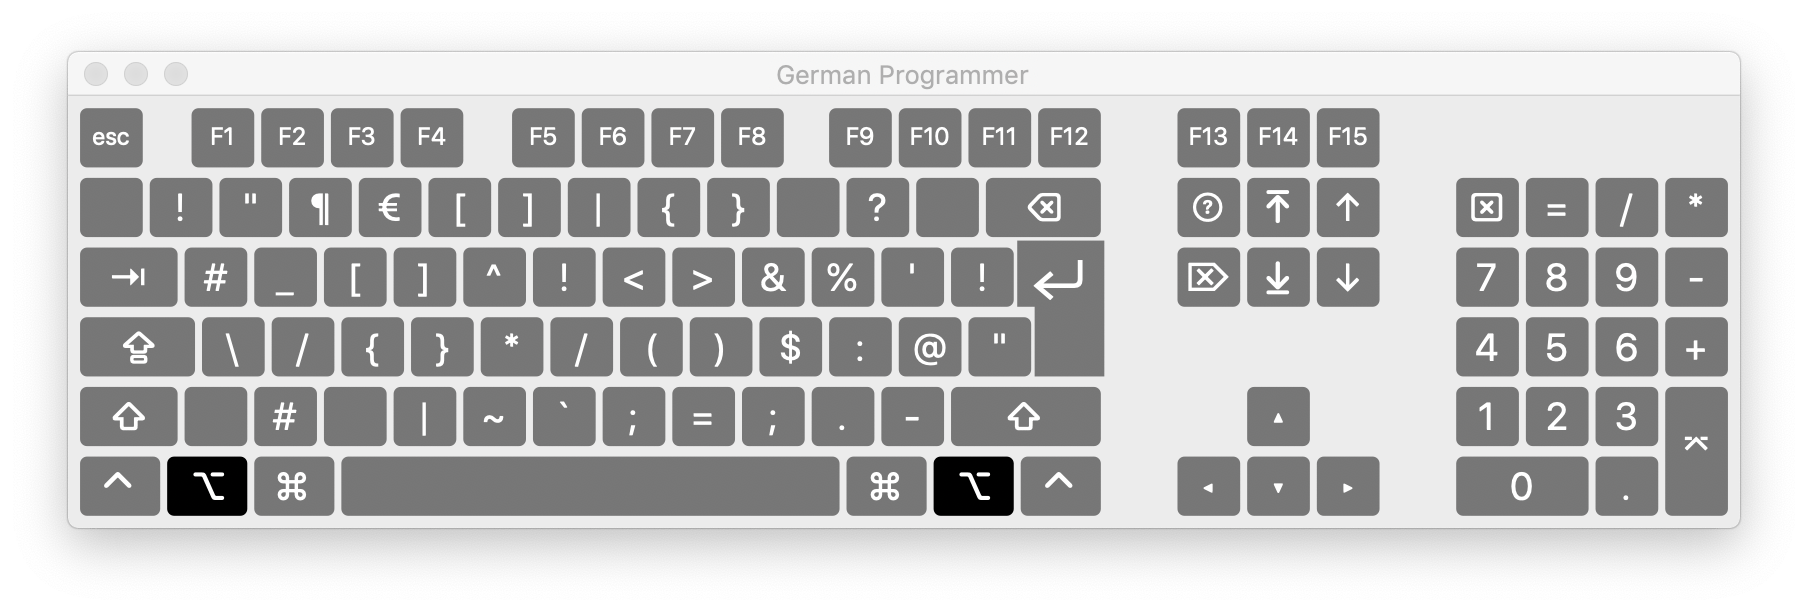 German Programmer
esc F1 F2 F3 F4 F5 F6 F7 F8 F9 F10 F11 F12 F13 F14 F15
! " ¶ € [ ] | { } ? ⌫ ? ⤒ ↑ ⌧ = / *
⇥ # _ [ ] ^ ! < > & % ' ! ↵ ⌦ ⤓ ↓ 7 8 9 -
⇪ \ / { } * / ( ) $ : @ " 4 5 6 +
⇧ # | ~ ` ; = ; . - ⇧ ▴ 1 2 3 ⌤
^ ⌥ ⌘ ⌘ ⌥ ^ ◂ ▾ ▸ 0 .